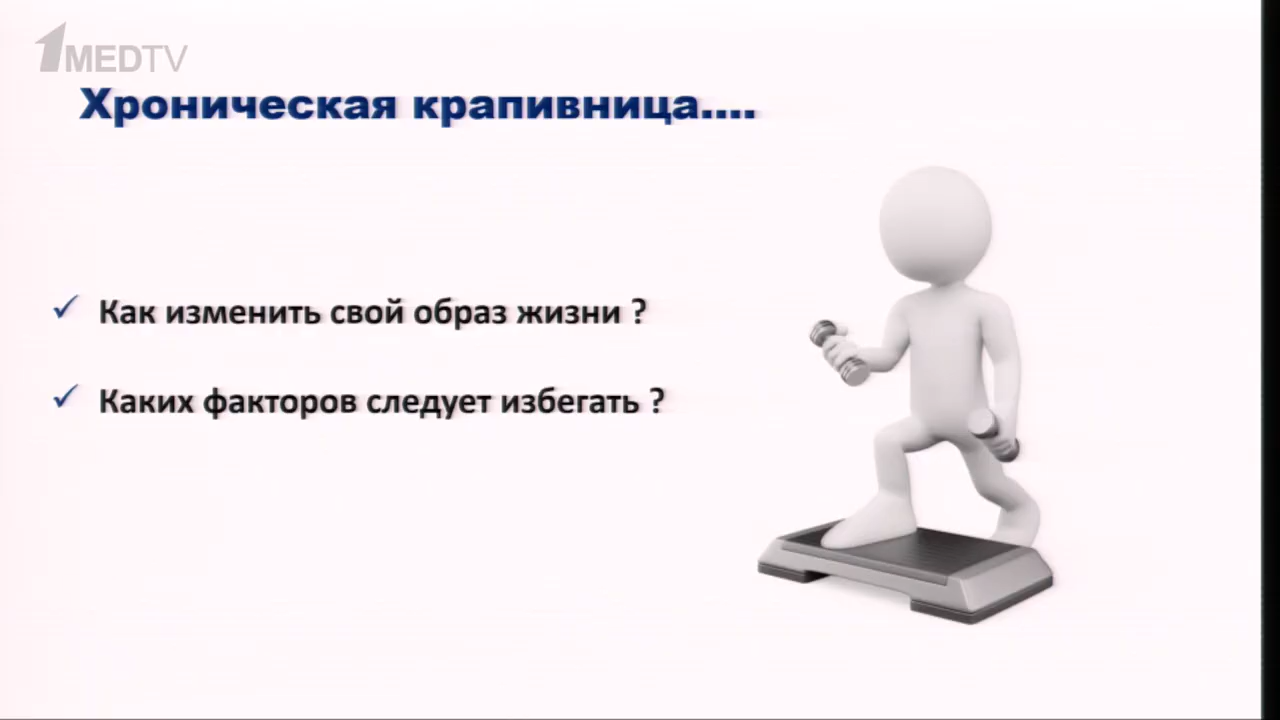 1MEDTV
Хроническая крапивница....
✓ Как изменить свой образ жизни ?
✓ Каких факторов следует избегать ?